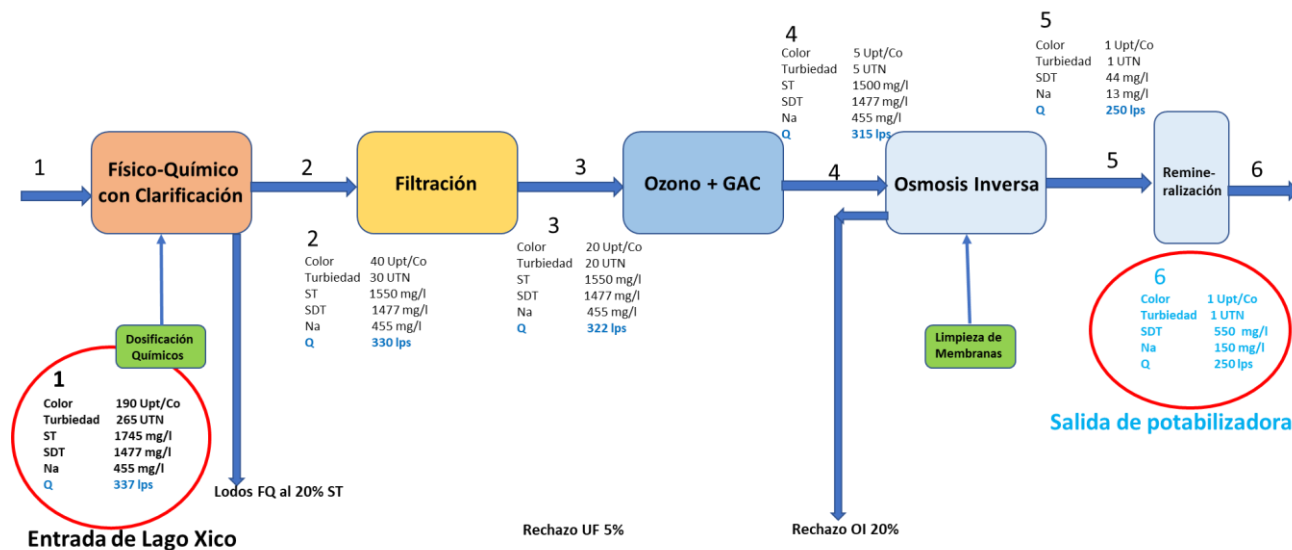 1
Físico-Químico
con Clarificación
2
Filtración
3
Ozono + GAC
4
Osmosis Inversa
5
Remine-
ralización
6
4
Color 5 Upt/Co
Turbiedad 5 UTN
ST 1500 mg/l
SDT 1477 mg/l
Na 455 mg/l
Q 315 lps
5
Color 1 Upt/Co
Turbiedad 1 UTN
SDT 44 mg/l
Na 13 mg/l
Q 250 lps
2
Color 40 Upt/Co
Turbiedad 30 UTN
ST 1550 mg/l
SDT 1477 mg/l
Na 455 mg/l
Q 330 lps
3
Color 20 Upt/Co
Turbiedad 20 UTN
ST 1550 mg/l
SDT 1477 mg/l
Na 455 mg/l
Q 322 lps
6
Color 1 Upt/Co
Turbiedad 1 UTN
SDT 550 mg/l
Na 150 mg/l
Q 250 lps
Salida de potabilizadora
Dosificación
Químicos
Limpieza de
Membranas
1
Color 190 Upt/Co
Turbiedad 265 UTN
ST 1745 mg/l
SDT 1477 mg/l
Na 455 mg/l
Q 337 lps
Entrada de Lago Xico
Lodos FQ al 20% ST
Rechazo UF 5%
Rechazo OI 20%